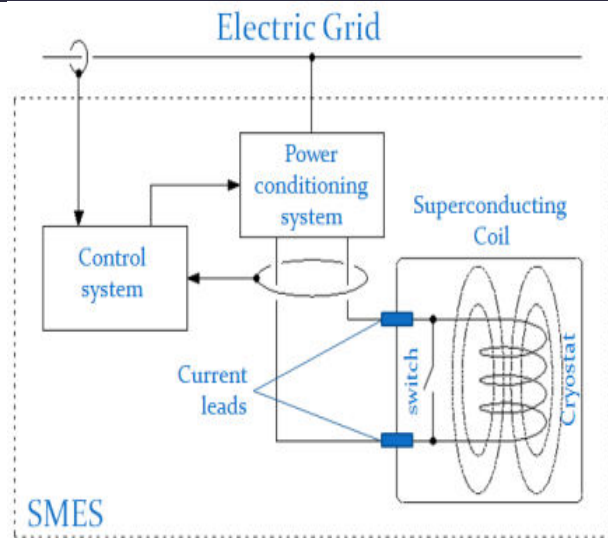 Electric Grid
Power
conditioning
system
Superconducting
Coil
Control
system
Current
leads
switch
Cryostat
SMES